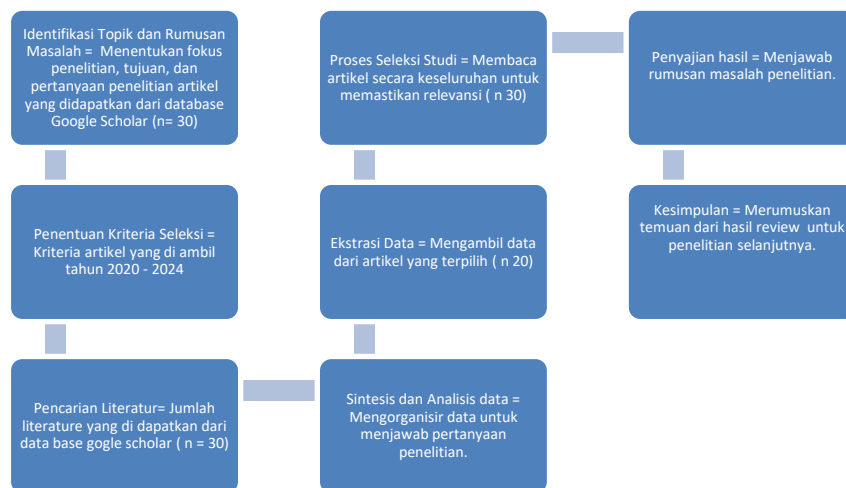 Identifikasi Topik dan Rumusan
Masalah = Menentukan fokus
penelitian, tujuan, dan
pertanyaan penelitian artikel
yang didapatkan dari database
Google Scholar (n= 30)
Penentuan Kriteria Seleksi =
Kriteria artikel yang di ambil
tahun 2020 - 2024
Pencarian Literatur= Jumlah
literature yang di dapatkan dari
data base gogle scholar ( n = 30)
Sintesis dan Analisis data =
Mengorganisir data untuk
menjawab pertanyaan
penelitian.
Ekstrasi Data = Mengambil data
dari artikel yang terpilih ( n 20)
Proses Seleksi Studi = Membaca
artikel secara keseluruhan untuk
memastikan relevansi ( n 30)
Penyajian hasil = Menjawab
rumusan masalah penelitian.
Kesimpulan = Merumuskan
temuan dari hasil review untuk
penelitian selanjutnya.